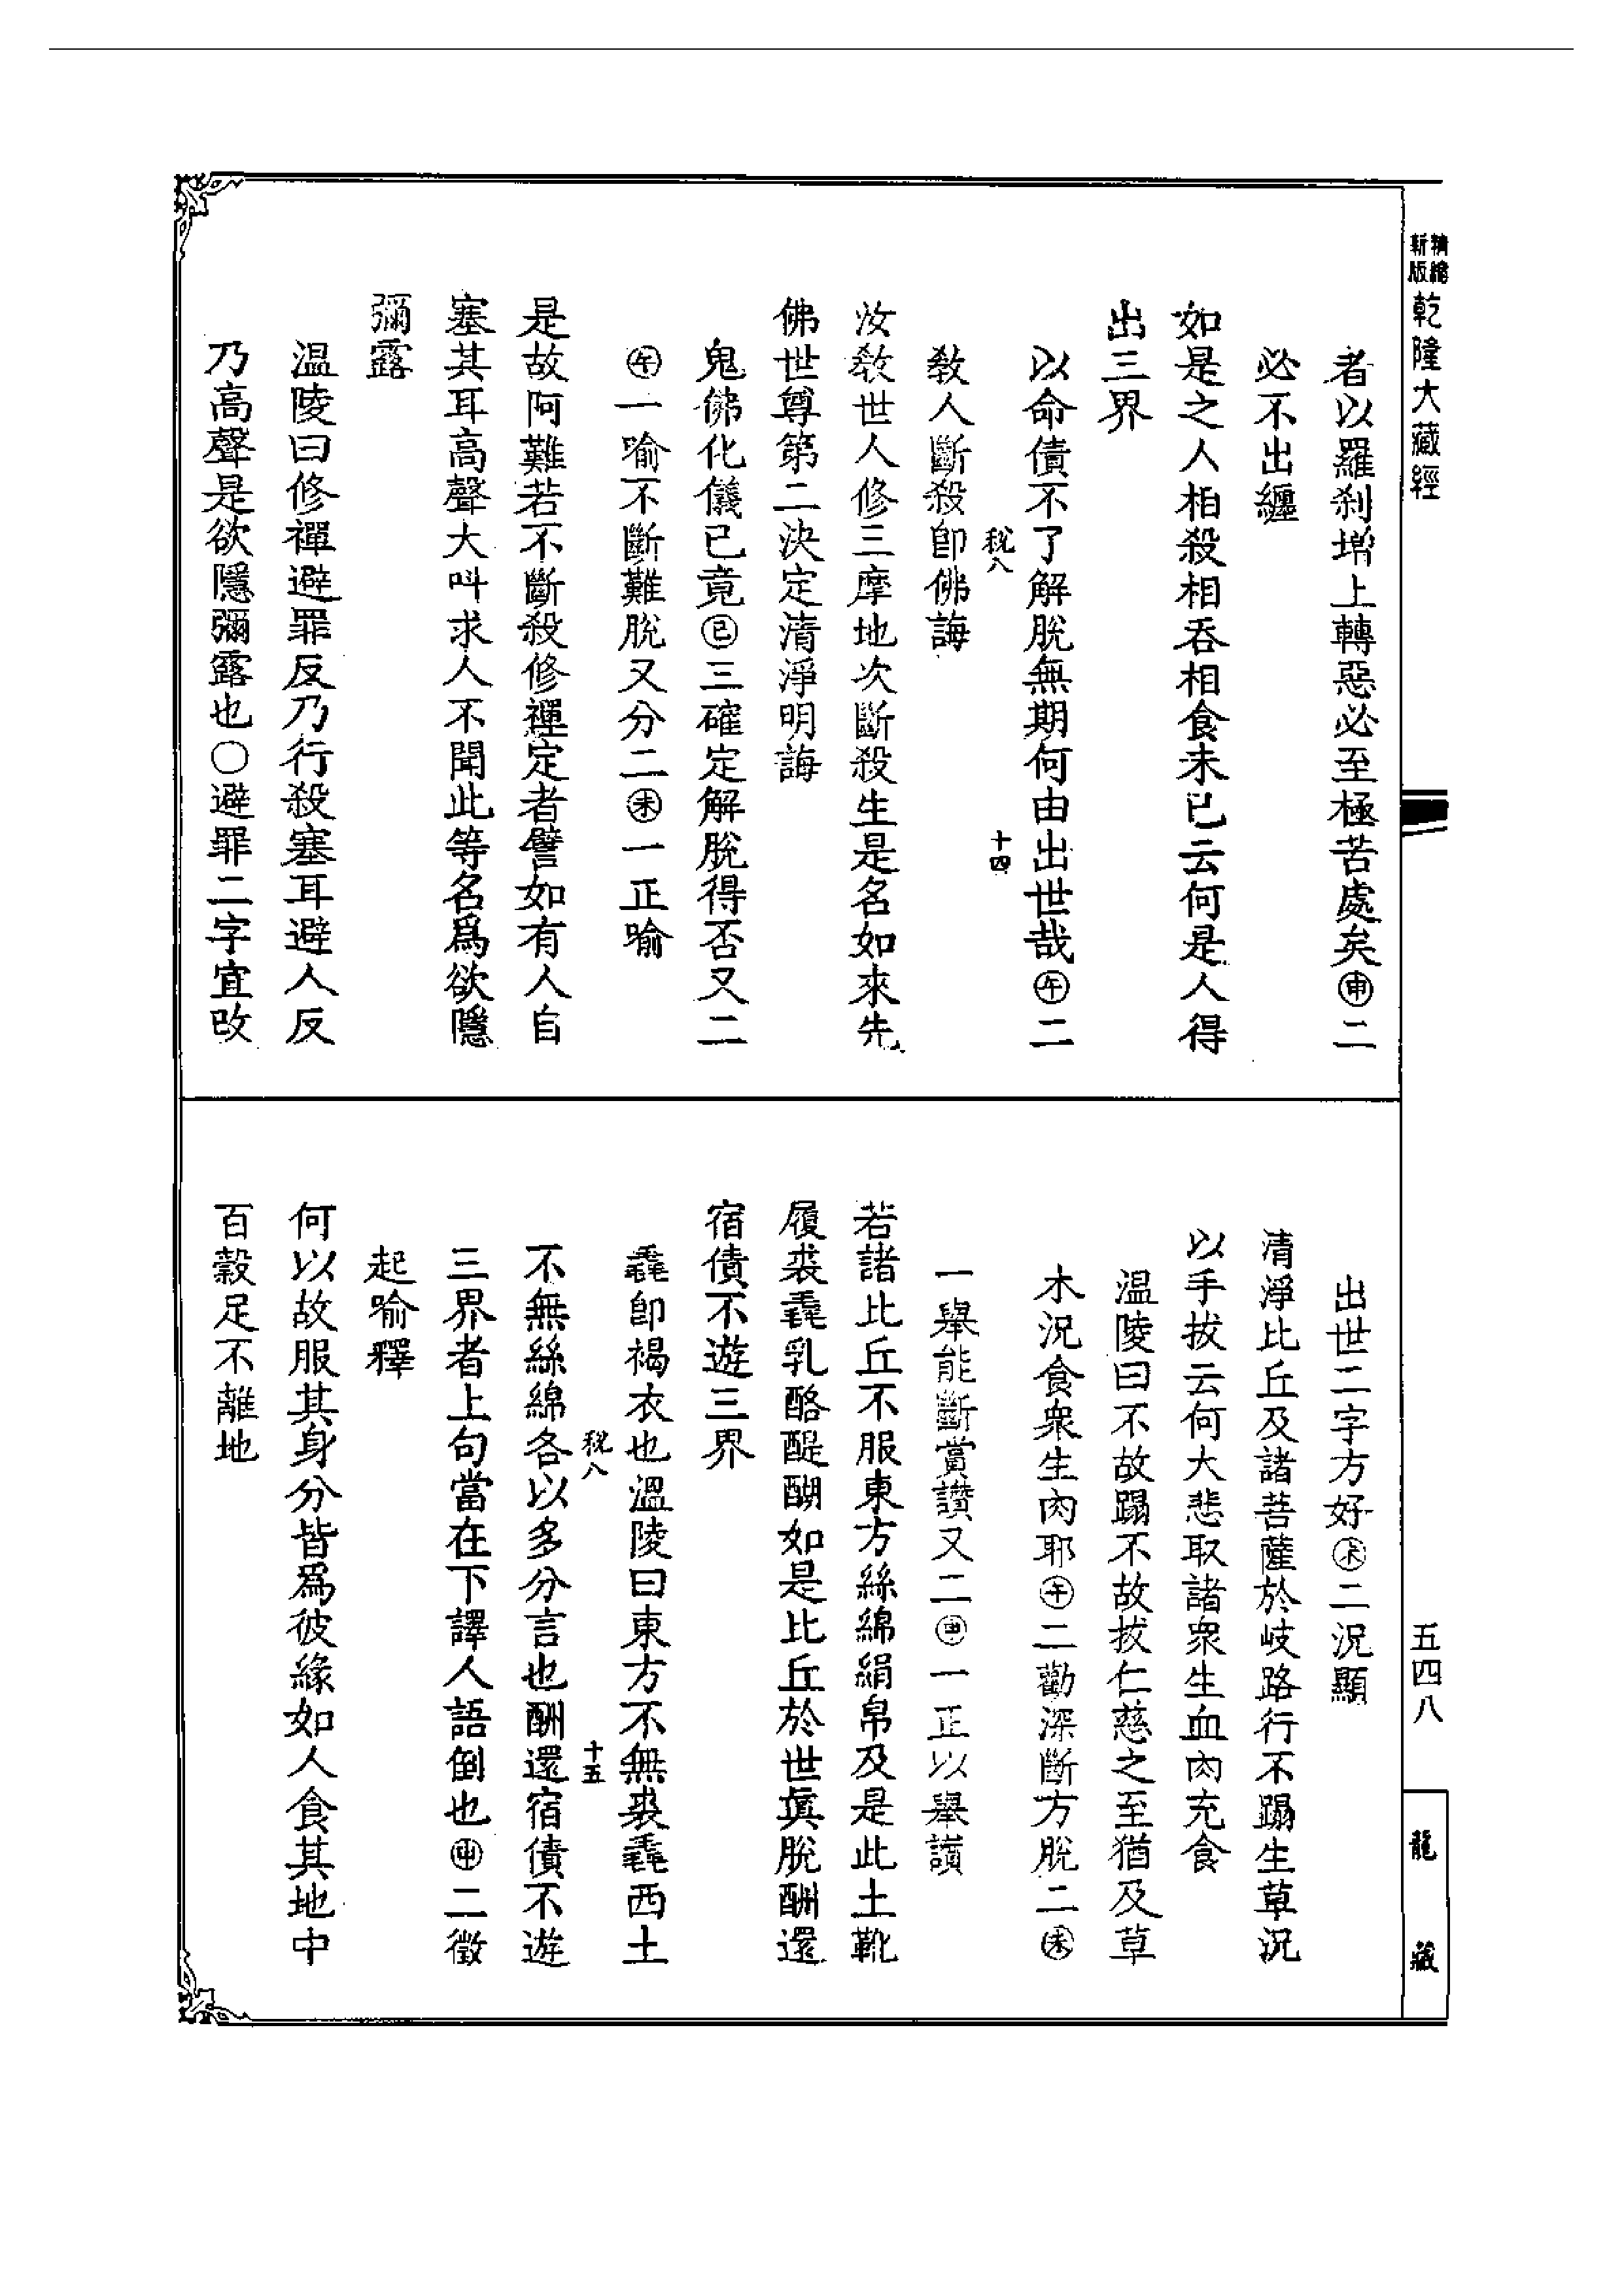 精縮新版
乾隆大藏經
者以羅刹增上轉惡必至極苦處矣㊥二
必不出纏
如是之人相殺相吞相食未已云何是人得
出三界
以命債不了解脫無期何由出世哉㊥二
稅八
十四
教人斷殺卽佛誨
汝教世人修三摩地次斷殺生是名如來先
佛世尊第二決定清淨明誨
鬼佛化儀已竟㊁三確定解脫得否又二
一喻不斷難脫又分二一正喻
是故阿難若不斷殺修禪定者譬如有人自
塞其耳高聲大叫求人不聞此等名爲欲隱
彌露
溫陵曰修禪避罪反乃行殺塞耳避人反
乃高聲是欲隱彌露也○避罪二字宜改
出世二字方好二況顯
清淨比丘及諸菩薩於岐路行不蹋生草況
以手拔云何大悲取諸衆生血肉充食
溫陵曰不故蹋不故拔仁慈之至猶及草
木況食衆生肉耶二勸深斷方脫二
一舉能斷賞讚又二一正以舉讚
若諸比丘不服東方絲綿絹帛及是此土靴
履裘毳乳酪醍醐如是比丘於世眞脫酬還
宿債不遊三界
毳卽褐衣也溫陵曰東方不無裘毳西土
稅八
十五
不無絲綿各以多分言也酬還宿債不遊
三界者上句當在下譯人語倒也二徵
起喻釋
何以故服其身分皆爲彼緣如人食其地中
百穀足不離地
五四八
龍藏